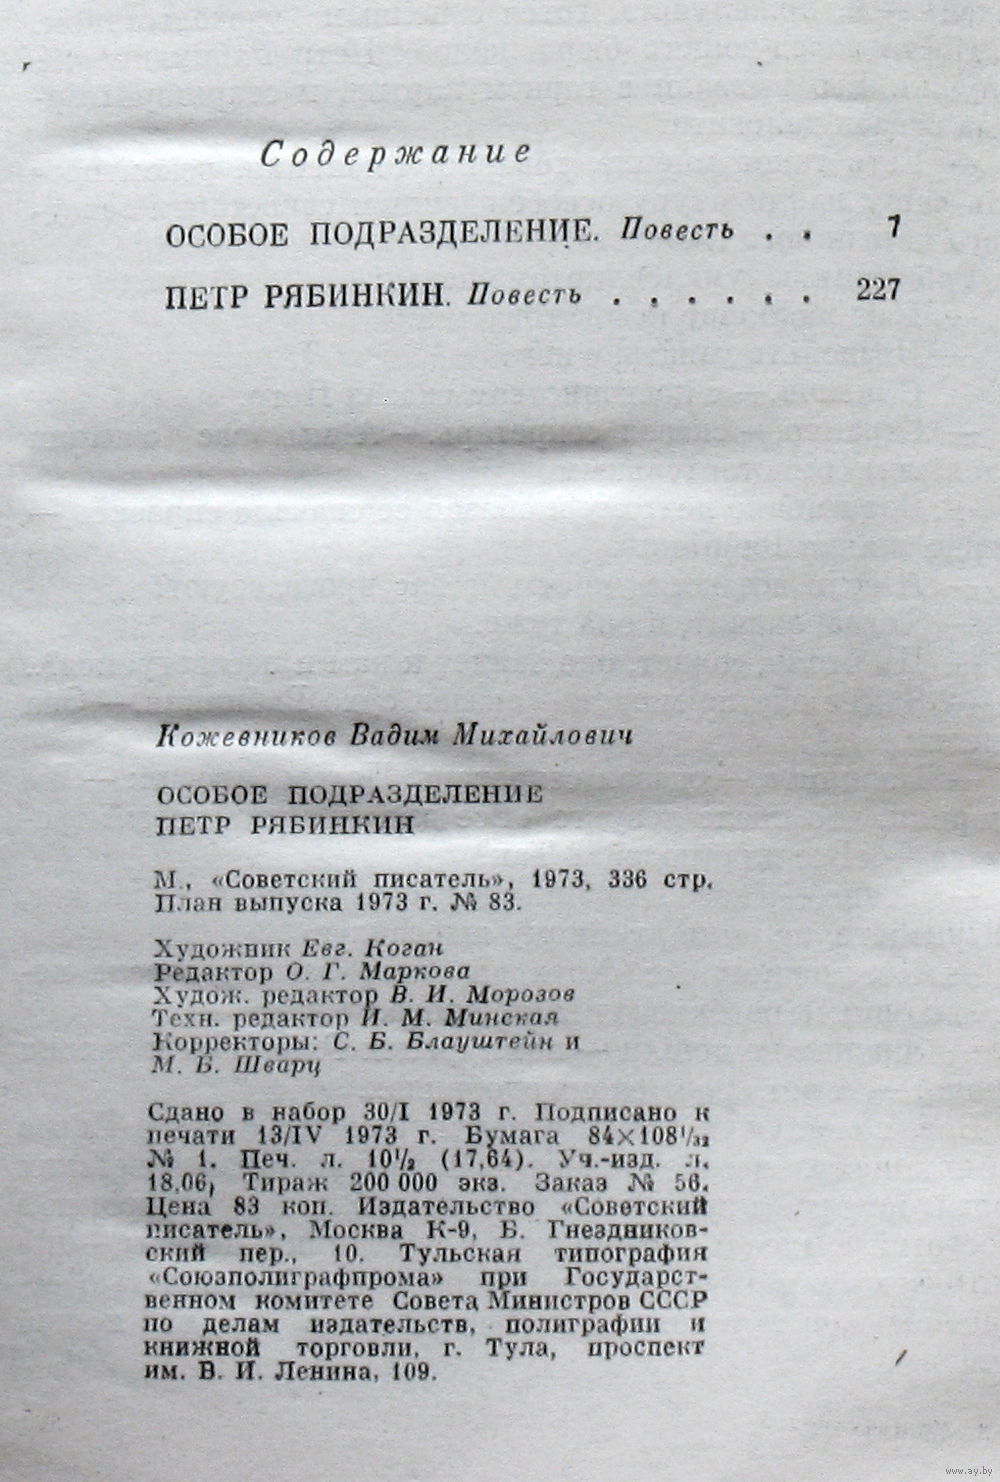 Содержание
ОСОБОЕ ПОДРАЗДЕЛЕНИЕ. Повесть . . 7
ПЕТР РЯБИНКИН. Повесть . . . . . . 227
Кожевников Вадим Михайлович
ОСОБОЕ ПОДРАЗДЕЛЕНИЕ
ПЕТР РЯБИНКИН
М., «Советский писатель», 1973, 336 стр.
План выпуска 1973 г. № 83.
Художник Евг. Коган
Редактор О. Г. Маркова
Худож. редактор В. И. Морозов
Техн. редактор И. М. Минская
Корректоры: С. Б. Блауштейн и
М. Б. Шварц
Сдано в набор 30/I 1973 г. Подписано к
печати 13/IV 1973 г. Бумага 84×108¹/₃₂
№ 1. Печ. л. 10¹/₂ (17,64). Уч.-изд. л.
18,06, Тираж 200 000 экз. Заказ № 56.
Цена 83 коп. Издательство «Советский
писатель», Москва К-9, Б. Гнездников-
ский пер., 10. Тульская типография
«Союзполиграфпрома» при Государст-
венном комитете Совета Министров СССР
по делам издательств, полиграфии и
книжной торговли, г. Тула, проспект
им. В. И. Ленина, 109.
www.ay.by